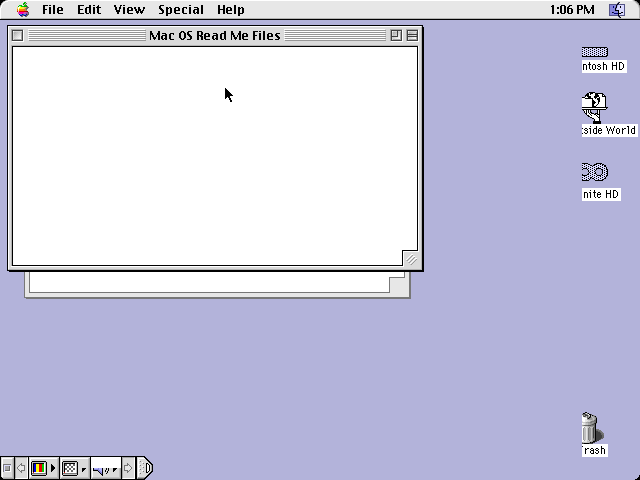 File Edit View Special Help 1:06 PM
Mac OS Read Me Files
ntosh HD
side World
nite HD
rash